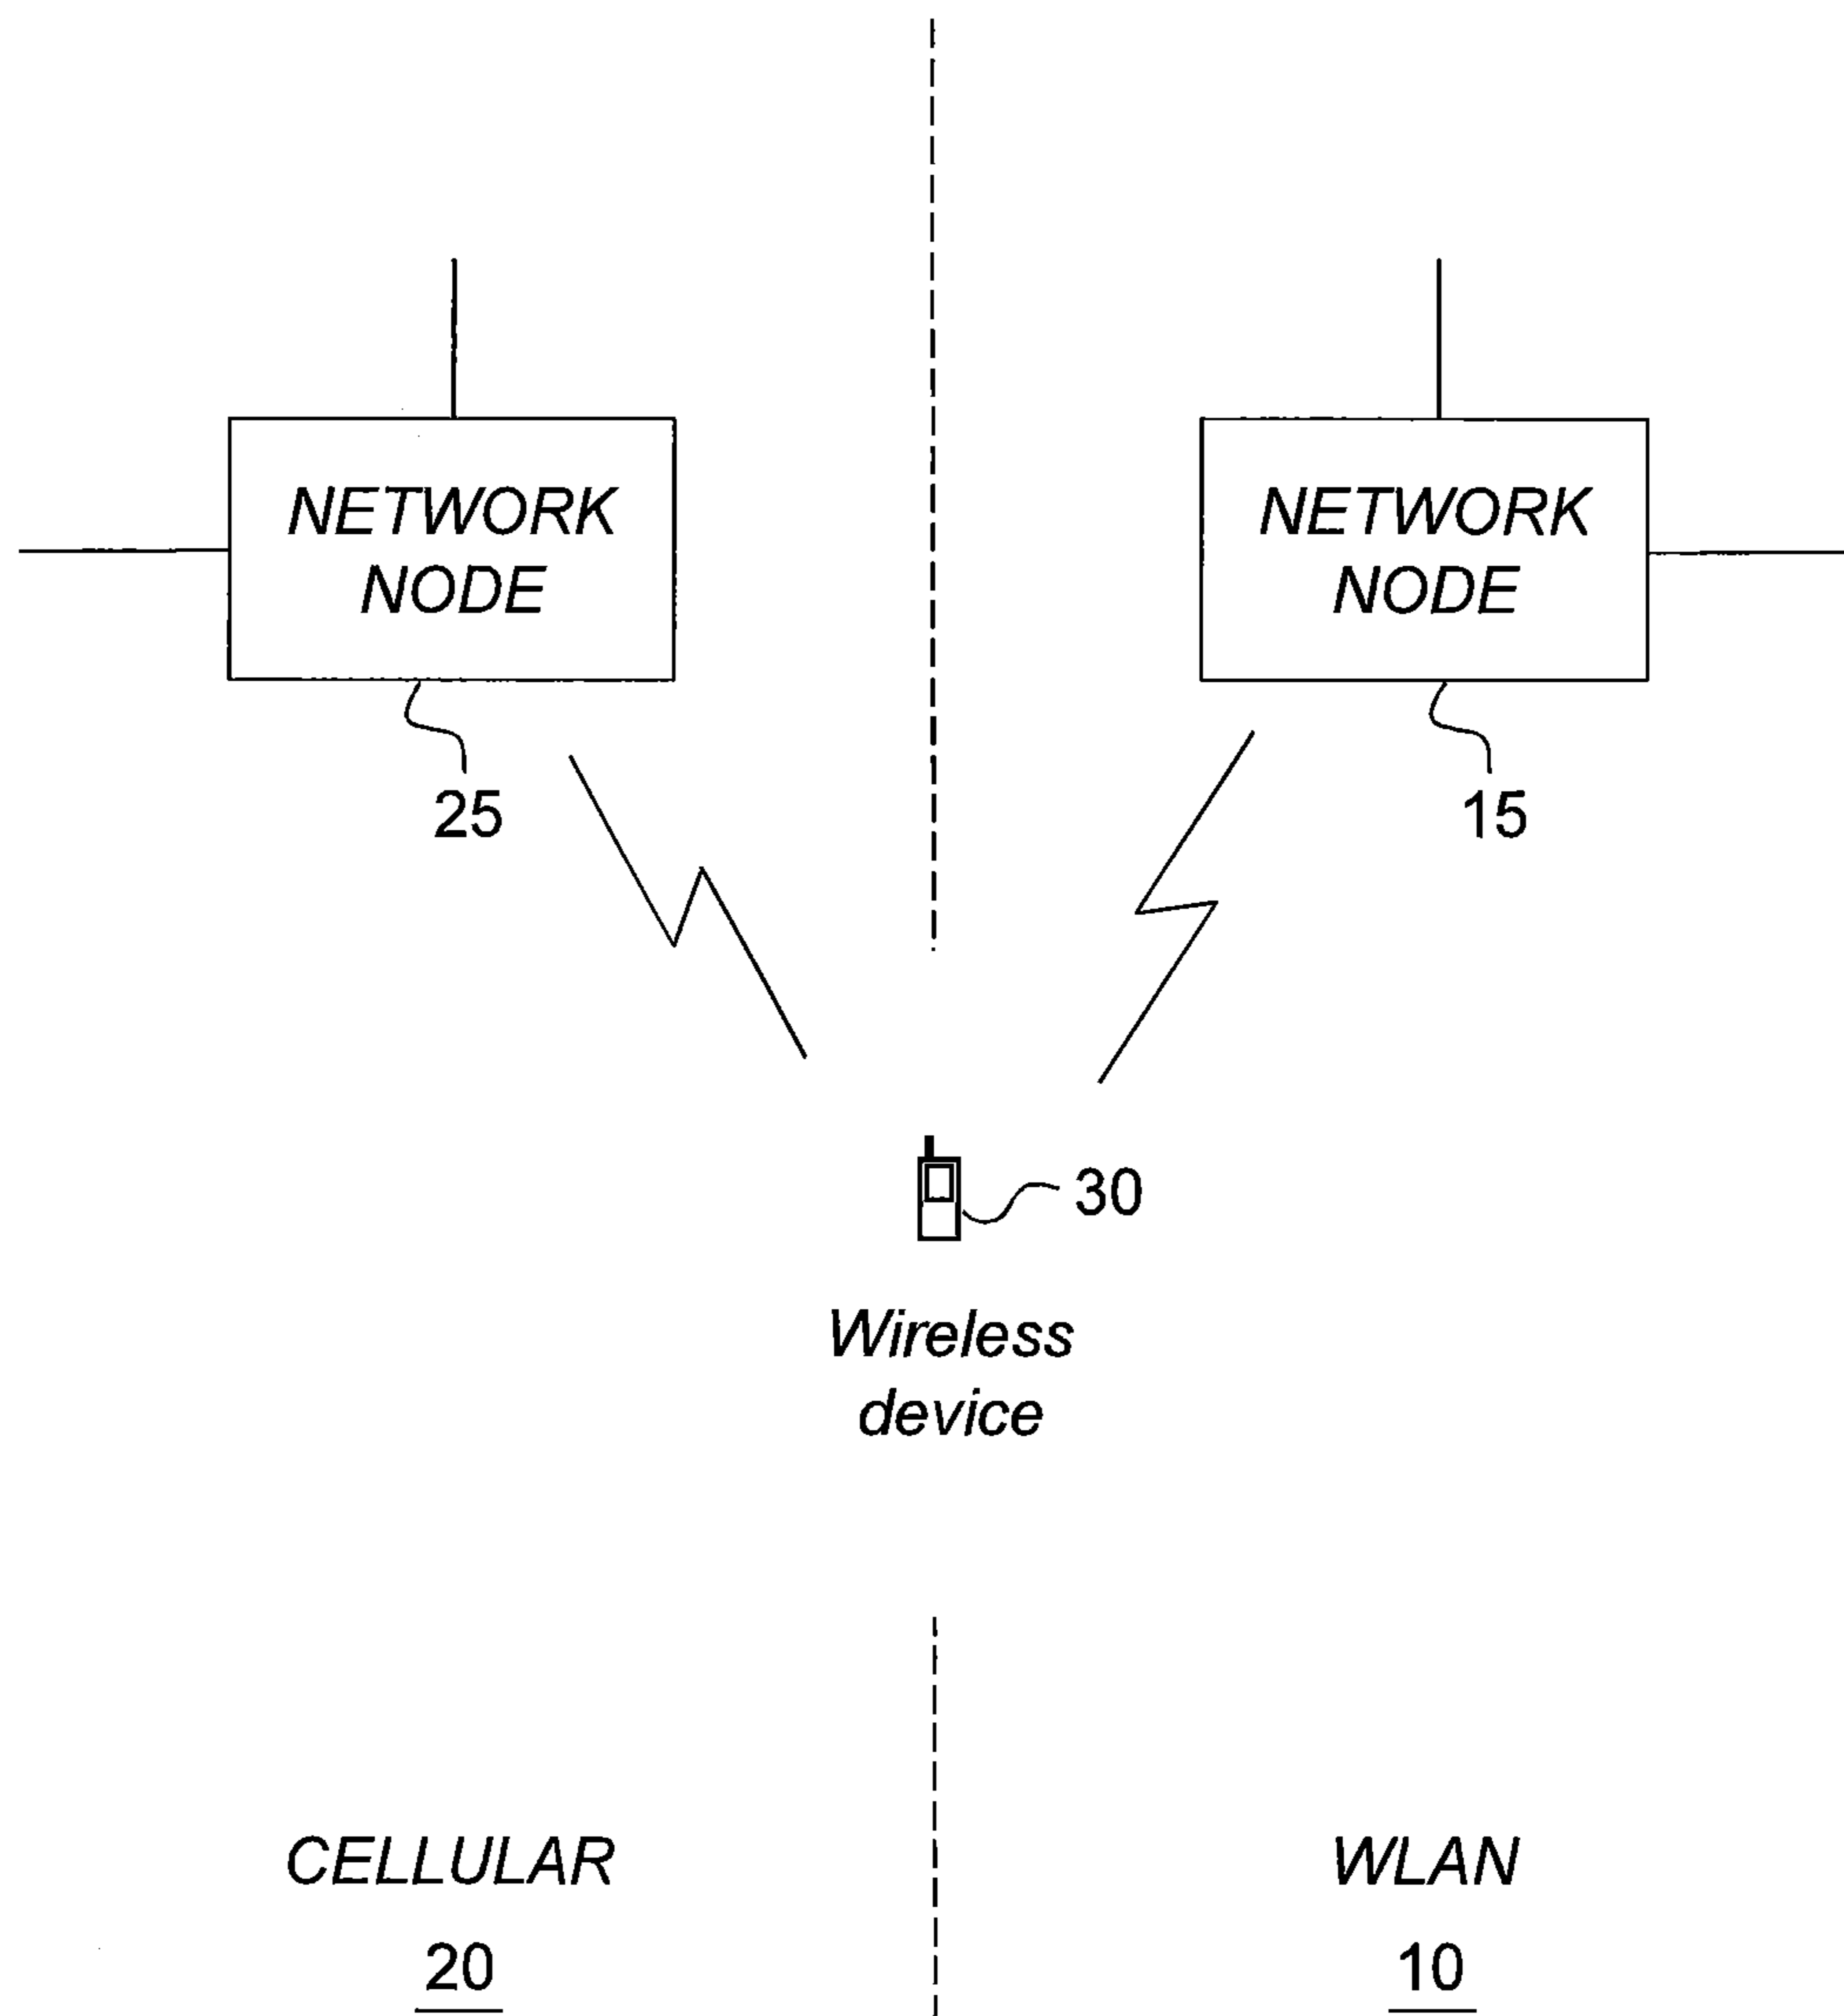 NETWORK
NODE
NETWORK
NODE
25
15
30
Wireless
device
CELLULAR
WLAN
20
10